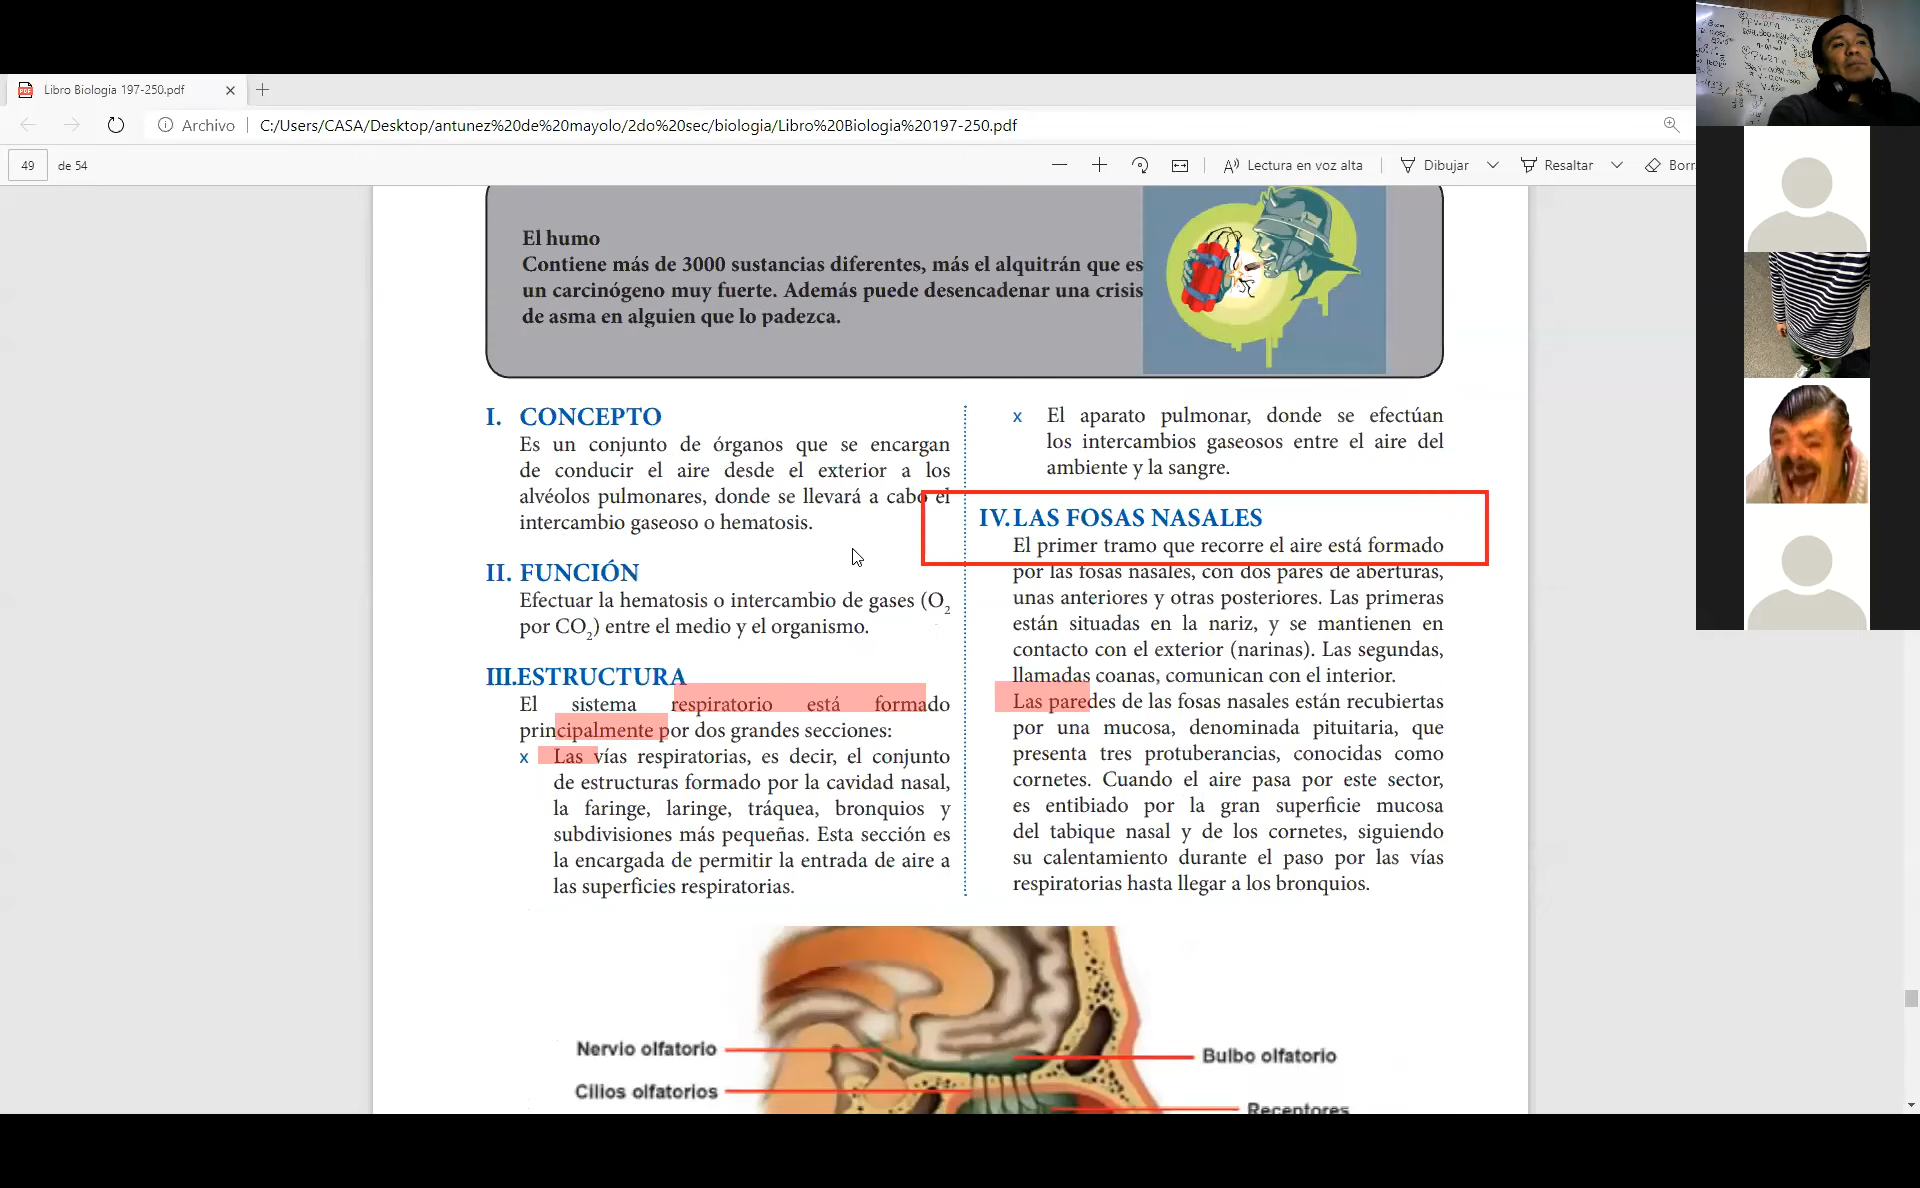 Libro Biologia 197-250.pdf
Archivo
C:/Users/CASA/Desktop/antunez%20de%20mayolo/2do%20sec/biologia/Libro%20Biologia%20197-250.pdf
49 de 54
Lectura en voz alta
Dibujar
Resaltar
Borr
El humo
Contiene más de 3000 sustancias diferentes, más el alquitrán que es
un carcinógeno muy fuerte. Además puede desencadenar una crisis
de asma en alguien que lo padezca.
I. CONCEPTO
Es un conjunto de órganos que se encargan
de conducir el aire desde el exterior a los
alvéolos pulmonares, donde se llevará a cabo el
intercambio gaseoso o hematosis.
II. FUNCIÓN
Efectuar la hematosis o intercambio de gases (O2
por CO2) entre el medio y el organismo.
III.ESTRUCTURA
El sistema respiratorio está formado
principalmente por dos grandes secciones:
x Las vías respiratorias, es decir, el conjunto
de estructuras formado por la cavidad nasal,
la faringe, laringe, tráquea, bronquios y
subdivisiones más pequeñas. Esta sección es
la encargada de permitir la entrada de aire a
las superficies respiratorias.
x El aparato pulmonar, donde se efectúan
los intercambios gaseosos entre el aire del
ambiente y la sangre.
IV. LAS FOSAS NASALES
El primer tramo que recorre el aire está formado
por las fosas nasales, con dos pares de aberturas,
unas anteriores y otras posteriores. Las primeras
están situadas en la nariz, y se mantienen en
contacto con el exterior (narinas). Las segundas,
llamadas coanas, comunican con el interior.
Las paredes de las fosas nasales están recubiertas
por una mucosa, denominada pituitaria, que
presenta tres protuberancias, conocidas como
cornetes. Cuando el aire pasa por este sector,
es entibiado por la gran superficie mucosa
del tabique nasal y de los cornetes, siguiendo
su calentamiento durante el paso por las vías
respiratorias hasta llegar a los bronquios.
Nervio olfatorio
Bulbo olfatorio
Cilios olfatorios
Receptores